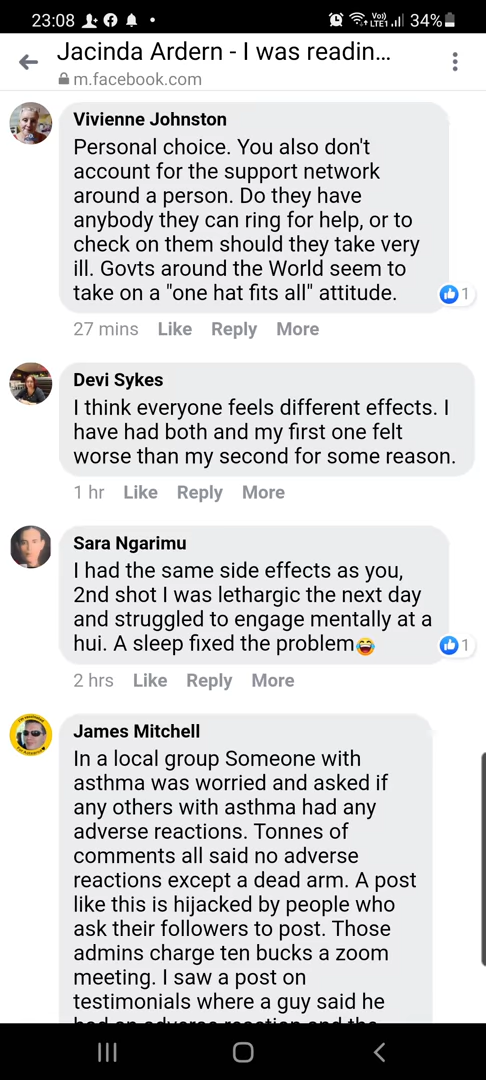 23:08
Vo)) LTE1 34%
Jacinda Ardern - I was readin...
m.facebook.com
Vivienne Johnston
Personal choice. You also don't
account for the support network
around a person. Do they have
anybody they can ring for help, or to
check on them should they take very
ill. Govts around the World seem to
take on a "one hat fits all" attitude.
1
27 mins Like Reply More
Devi Sykes
I think everyone feels different effects. I
have had both and my first one felt
worse than my second for some reason.
1 hr Like Reply More
Sara Ngarimu
I had the same side effects as you,
2nd shot I was lethargic the next day
and struggled to engage mentally at a
hui. A sleep fixed the problem😂
1
2 hrs Like Reply More
James Mitchell
In a local group Someone with
asthma was worried and asked if
any others with asthma had any
adverse reactions. Tonnes of
comments all said no adverse
reactions except a dead arm. A post
like this is hijacked by people who
ask their followers to post. Those
admins charge ten bucks a zoom
meeting. I saw a post on
testimonials where a guy said he
had an adverse reaction and the